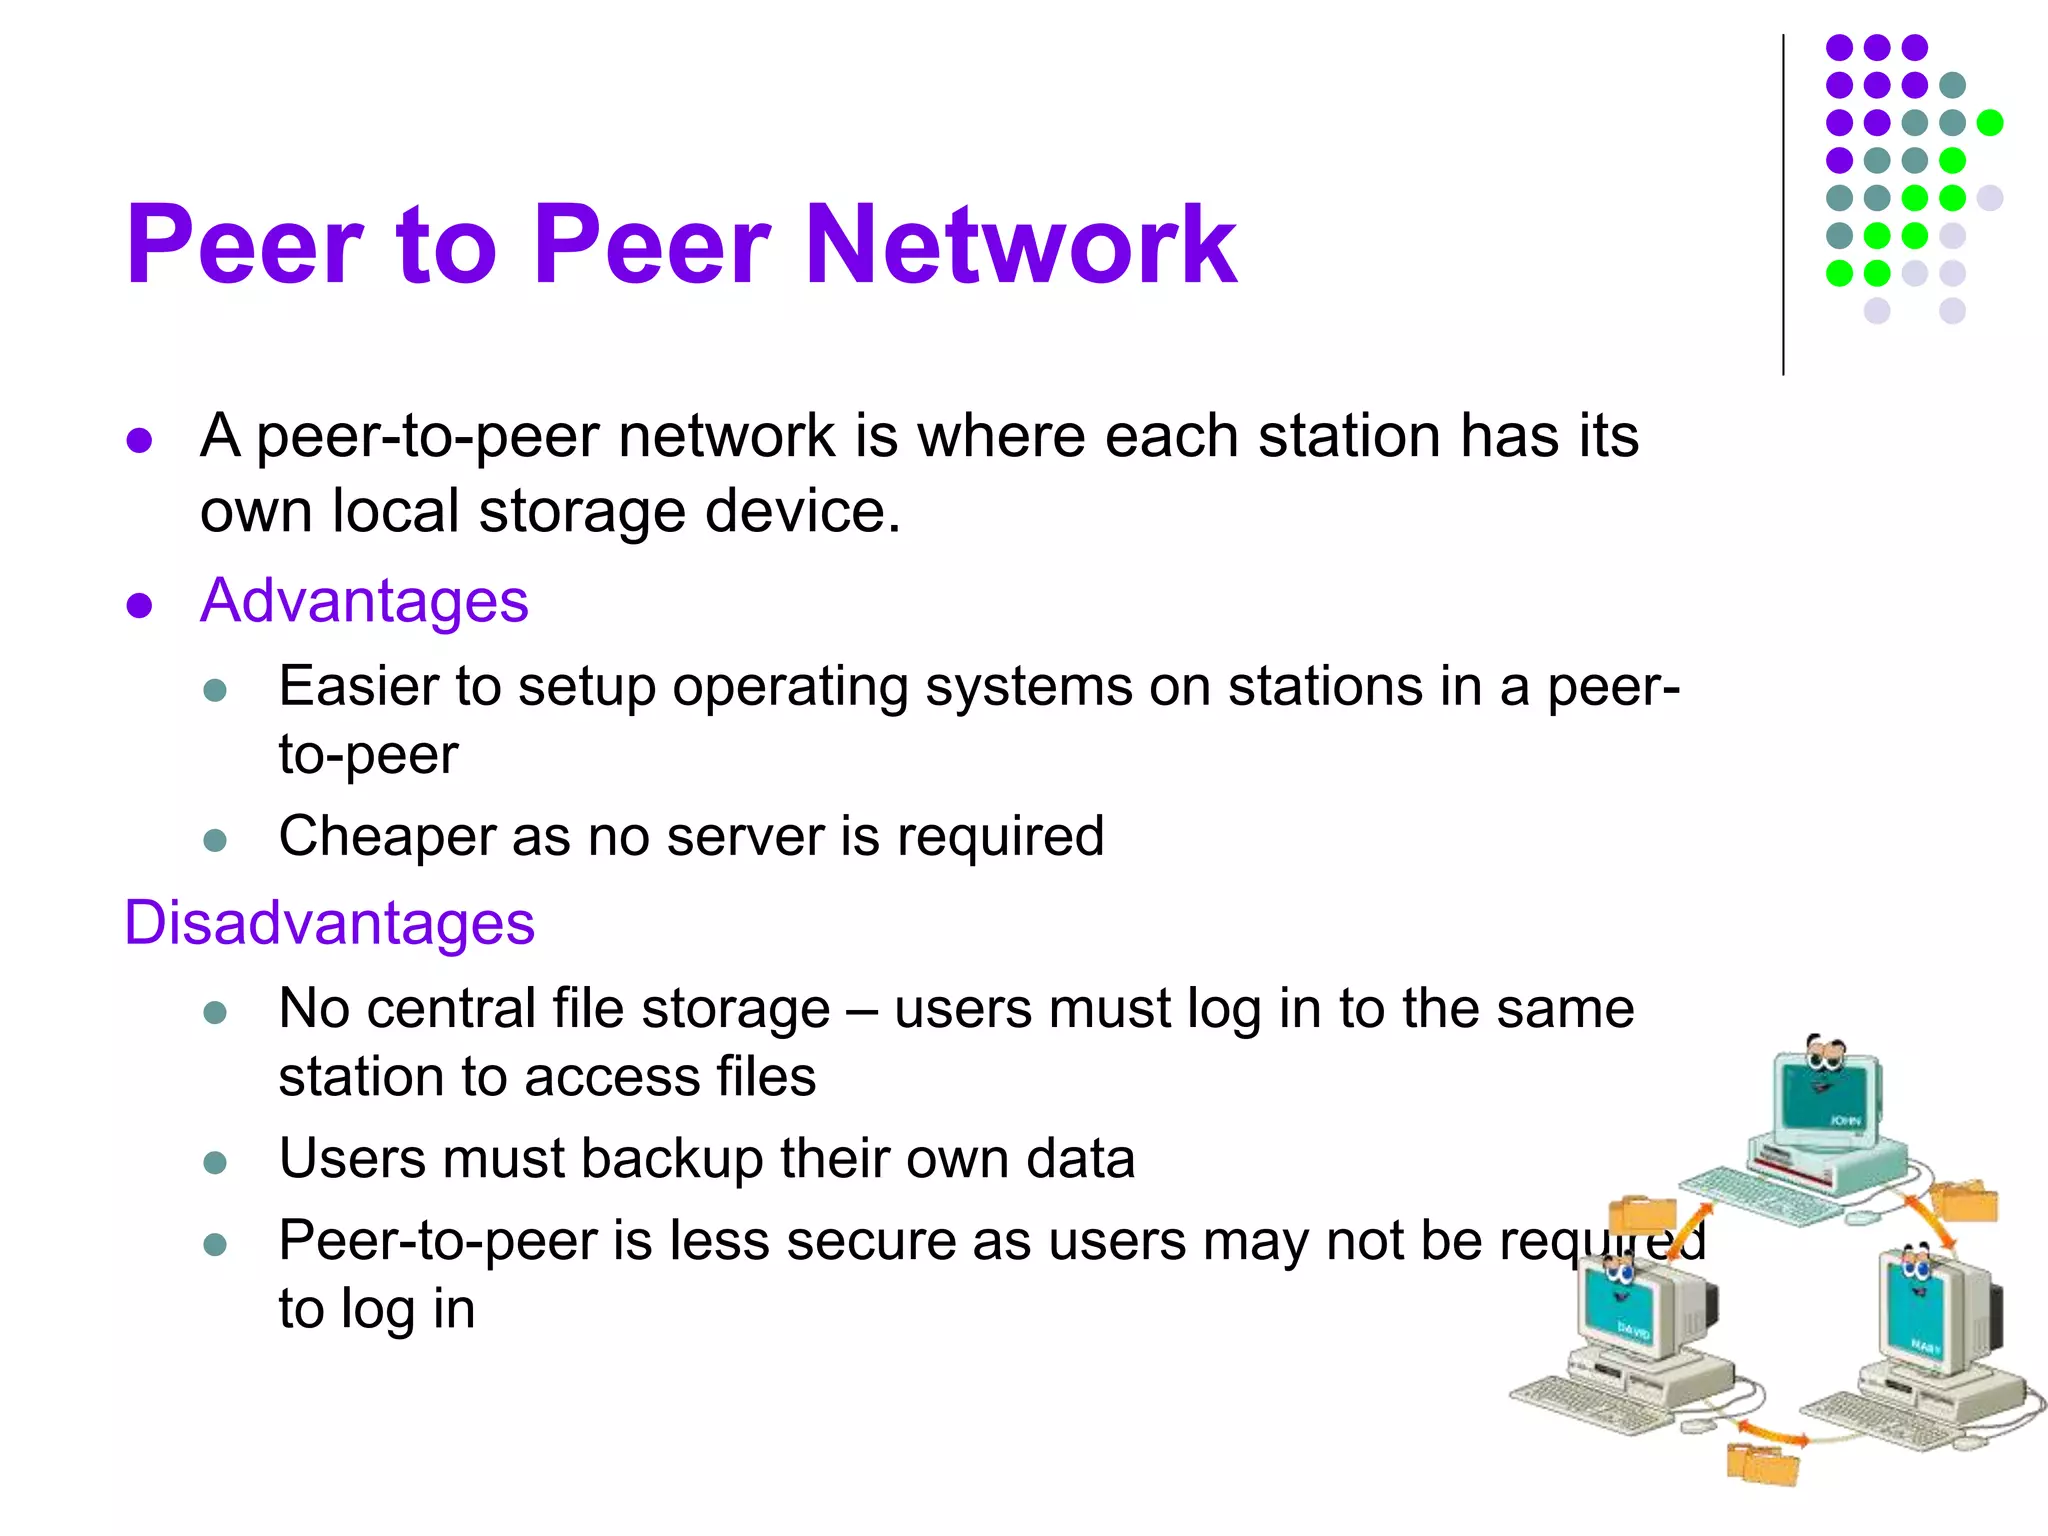 Peer to Peer Network
A peer-to-peer network is where each station has its
own local storage device.
Advantages
Easier to setup operating systems on stations in a peer-
to-peer
Cheaper as no server is required
Disadvantages
No central file storage – users must log in to the same
station to access files
Users must backup their own data
Peer-to-peer is less secure as users may not be required
to log in
JOHN
DAVID
MARY